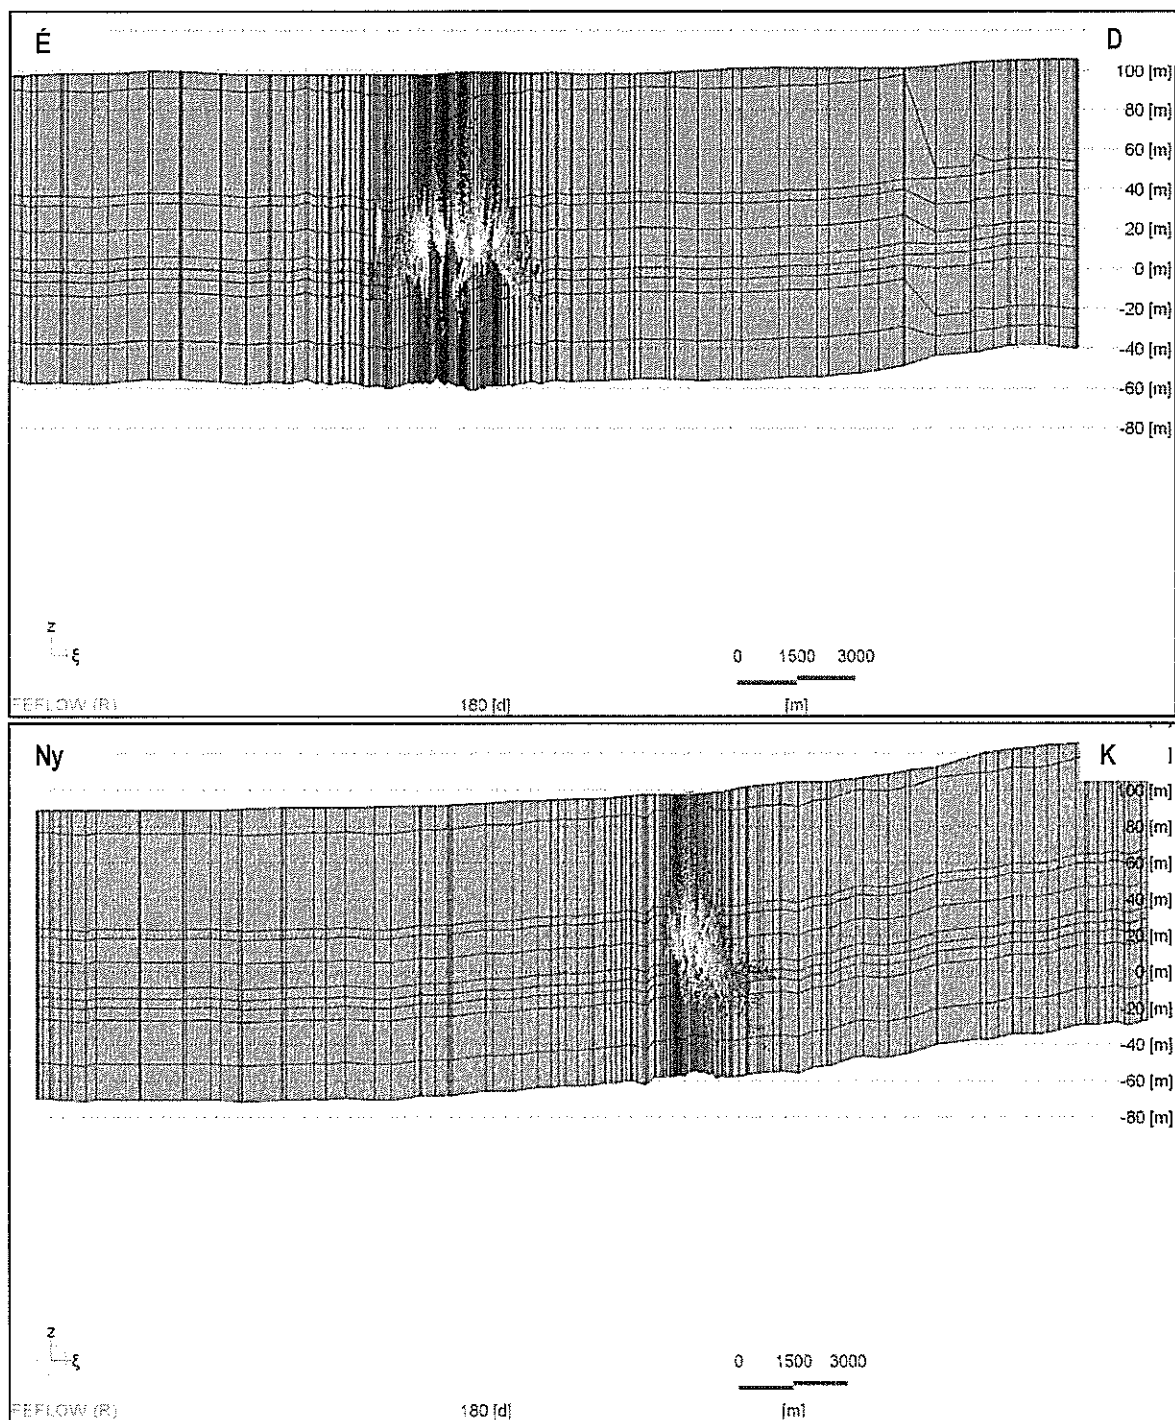 É D
100 [m]
80 [m]
60 [m]
40 [m]
20 [m]
0 [m]
-20 [m]
-40 [m]
-60 [m]
-80 [m]
z
ξ
0 1500 3000
FEFLOW (R) 180 [d] [m]
Ny K ]
100 [m]
80 [m]
60 [m]
40 [m]
20 [m]
0 [m]
-20 [m]
-40 [m]
-60 [m]
-80 [m]
z
ξ
0 1500 3000
FEFLOW (R) 180 [d] [m]